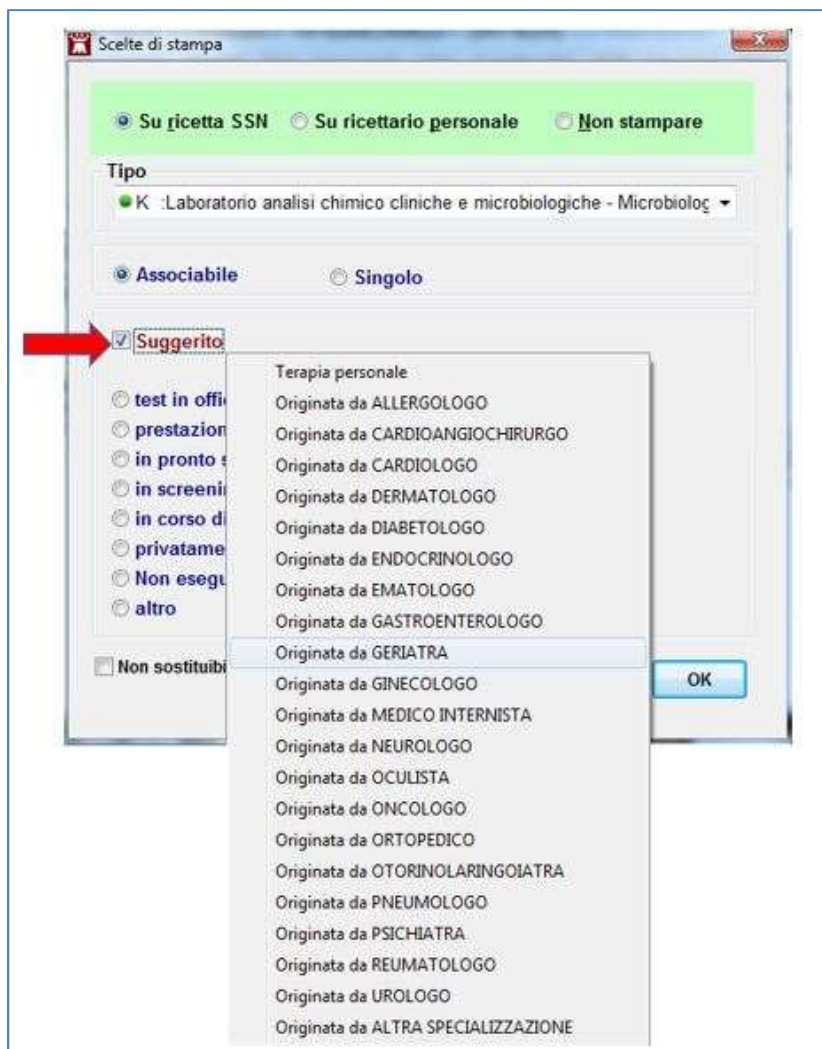 Scelte di stampa
Su ricetta SSN Su ricettario personale Non stampare
Tipo
K :Laboratorio analisi chimico cliniche e microbiologiche - Microbiolog
Associabile Singolo
Suggerito
test in offi
prestazion
in pronto s
in screeni
in corso di
privatame
Non esegu
altro
Non sostituibi
OK
Terapia personale
Originata da ALLERGOLOGO
Originata da CARDIOANGIOCHIRURGO
Originata da CARDIOLOGO
Originata da DERMATOLOGO
Originata da DIABETOLOGO
Originata da ENDOCRINOLOGO
Originata da EMATOLOGO
Originata da GASTROENTEROLOGO
Originata da GERIATRA
Originata da GINECOLOGO
Originata da MEDICO INTERNISTA
Originata da NEUROLOGO
Originata da OCULISTA
Originata da ONCOLOGO
Originata da ORTOPEDICO
Originata da OTORINOLARINGOIATRA
Originata da PNEUMOLOGO
Originata da PSICHIATRA
Originata da REUMATOLOGO
Originata da UROLOGO
Originata da ALTRA SPECIALIZZAZIONE